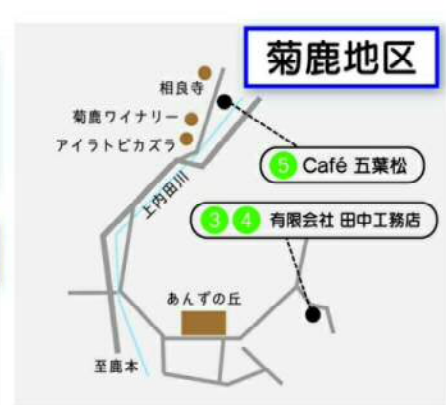 菊鹿地区
相良寺
菊鹿ワイナリー
アイラトビカズラ
5 Café 五葉松
上内田川
3 4 有限会社 田中工務店
あんずの丘
至鹿本